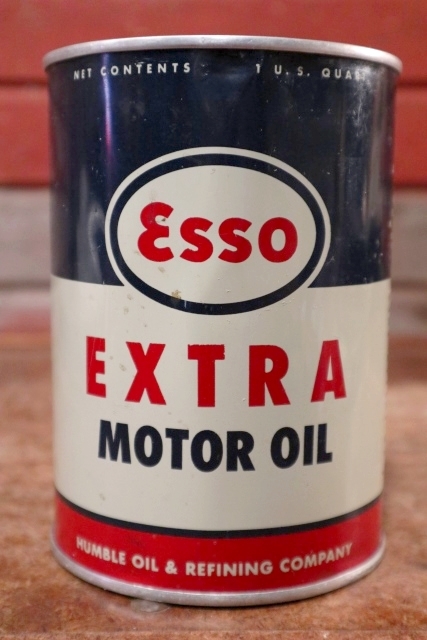 NET CONTENTS 1 U. S. QUART
Esso
EXTRA
MOTOR OIL
HUMBLE OIL & REFINING COMPANY